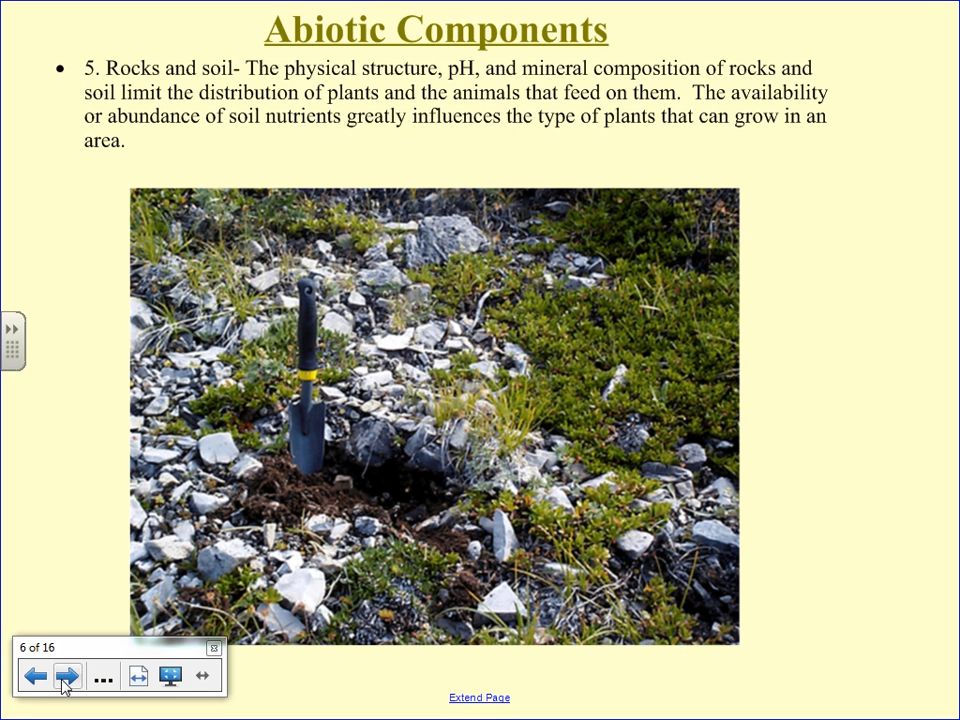 Abiotic Components
• 5. Rocks and soil- The physical structure, pH, and mineral composition of rocks and
soil limit the distribution of plants and the animals that feed on them.  The availability
or abundance of soil nutrients greatly influences the type of plants that can grow in an
area.
6 of 16
...
Extend Page